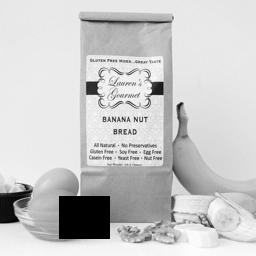 Gluten Free Mixes...Great Taste
Lauren's
Gourmet
BANANA NUT
BREAD
All Natural • No Preservatives
Gluten Free • Soy Free • Egg Free
Casein Free • Yeast Free • Nut Free